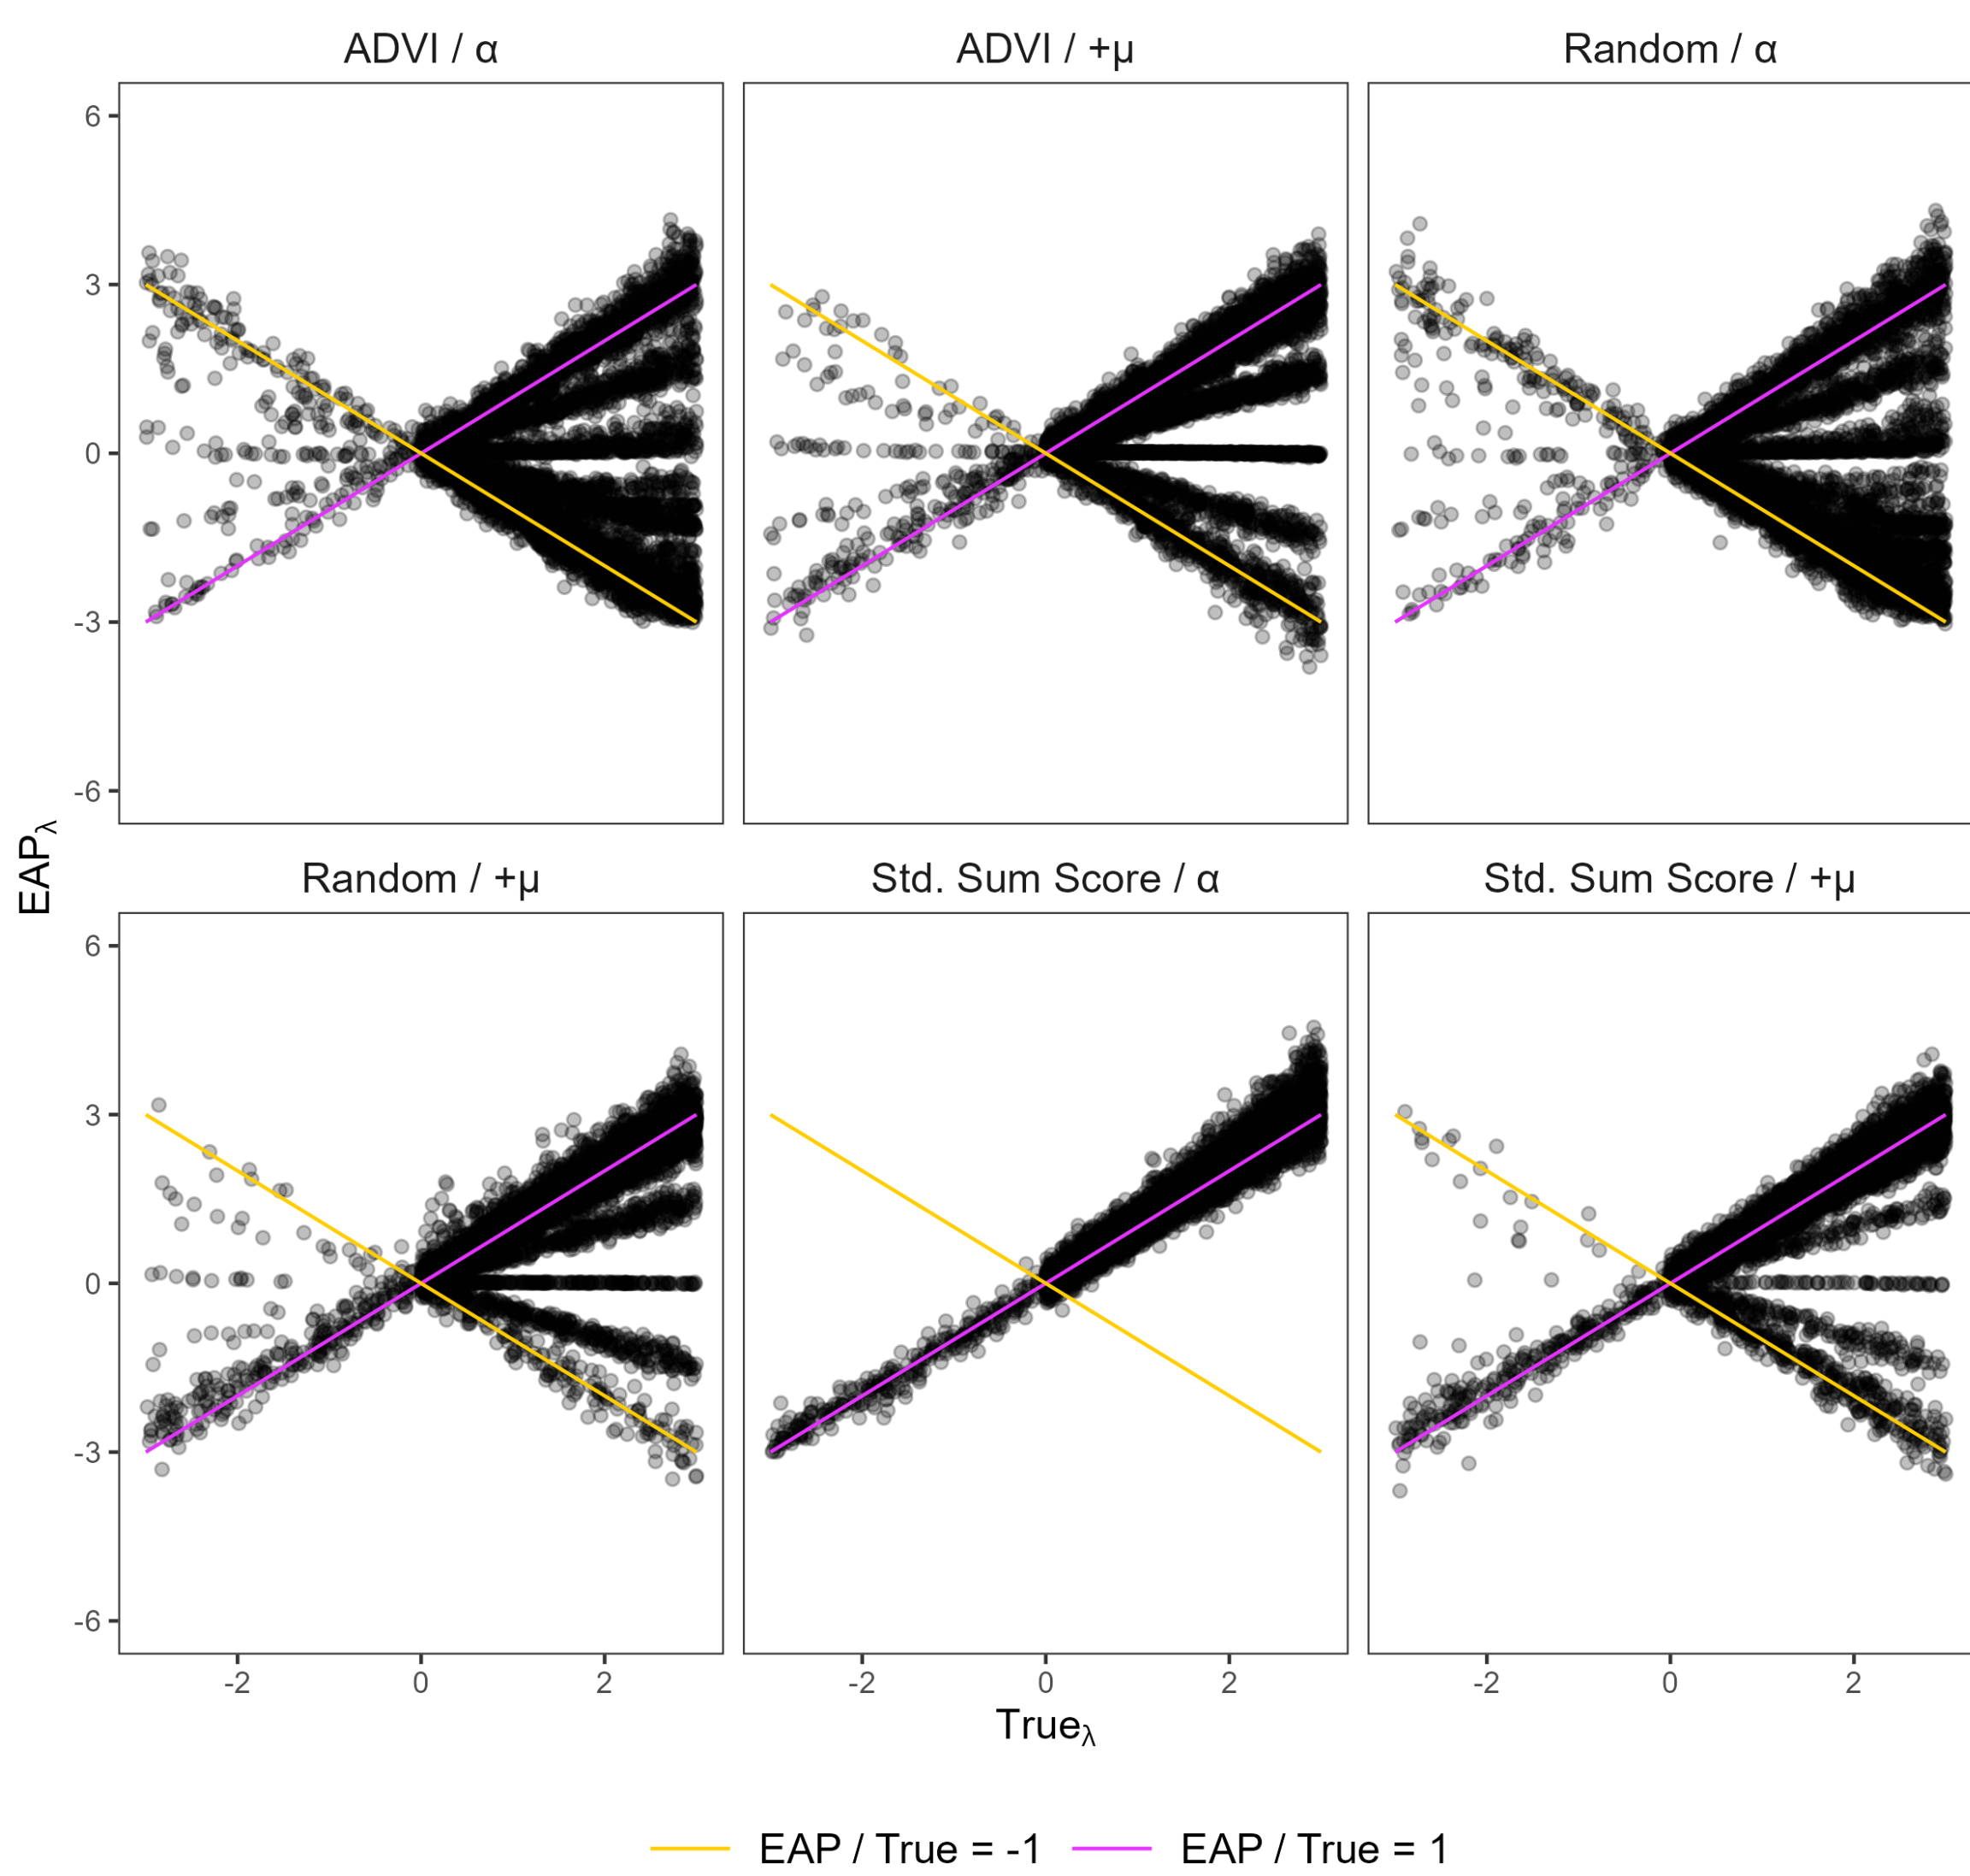 ADVI / α
ADVI / +μ
Random / α
6
3
0
-3
-6
EAPλ
Random / +μ
Std. Sum Score / α
Std. Sum Score / +μ
6
3
0
-3
-6
-2 0 2
-2 0 2
-2 0 2
Trueλ
EAP / True = -1
EAP / True = 1